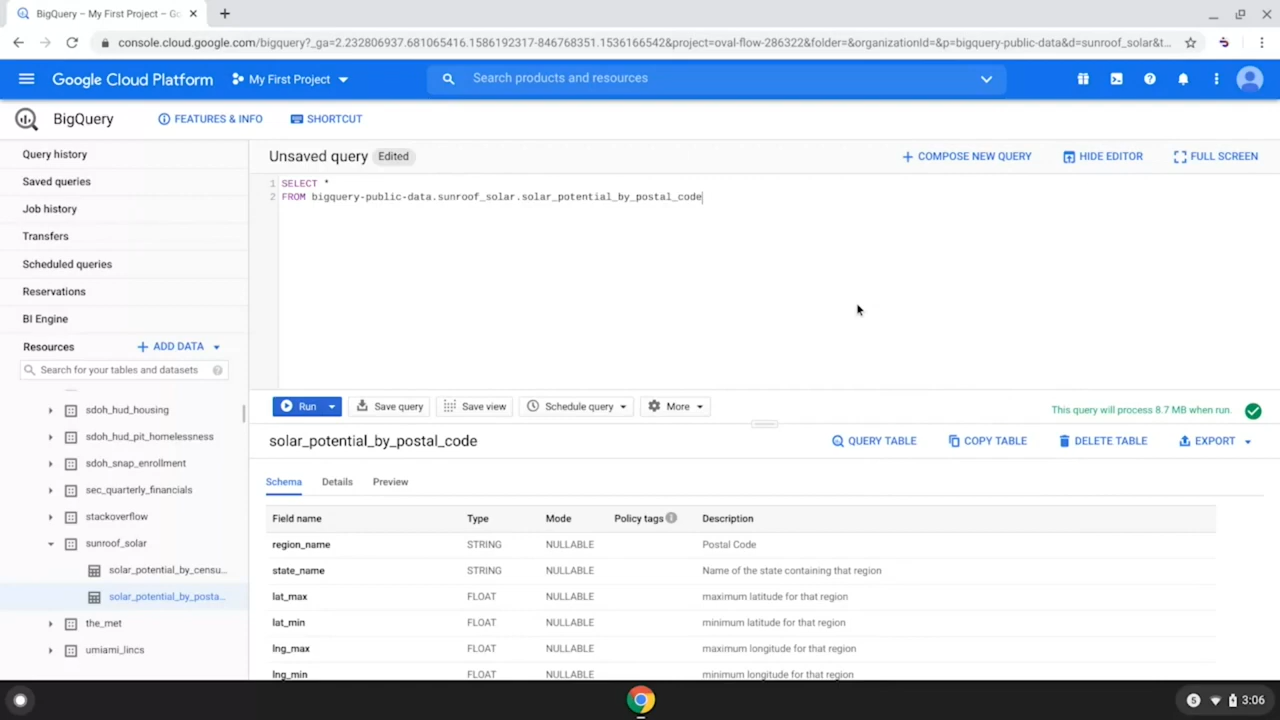 BigQuery – My First Project – Go
console.cloud.google.com/bigquery?_ga=2.232806937.681065416.1586192317-846768351.1536166542&project=oval-flow-286322&folder=&organizationId=&p=bigquery-public-data&d=sunroof_solar&t...
Google Cloud Platform My First Project Search products and resources
BigQuery FEATURES & INFO SHORTCUT
Query history
Saved queries
Job history
Transfers
Scheduled queries
Reservations
BI Engine
Resources + ADD DATA
Search for your tables and datasets
sdoh_hud_housing
sdoh_hud_pit_homelessness
sdoh_snap_enrollment
sec_quarterly_financials
stackoverflow
sunroof_solar
solar_potential_by_censu...
solar_potential_by_posta...
the_met
umiami_lincs
Unsaved query Edited + COMPOSE NEW QUERY HIDE EDITOR FULL SCREEN
1 SELECT *
2 FROM bigquery-public-data.sunroof_solar.solar_potential_by_postal_code
Run Save query Save view Schedule query More This query will process 8.7 MB when run.
solar_potential_by_postal_code QUERY TABLE COPY TABLE DELETE TABLE EXPORT
Schema Details Preview
Field name Type Mode Policy tags Description
region_name STRING NULLABLE Postal Code
state_name STRING NULLABLE Name of the state containing that region
lat_max FLOAT NULLABLE maximum latitude for that region
lat_min FLOAT NULLABLE minimum latitude for that region
lng_max FLOAT NULLABLE maximum longitude for that region
lng_min FLOAT NULLABLE minimum longitude for that region
5 3:06